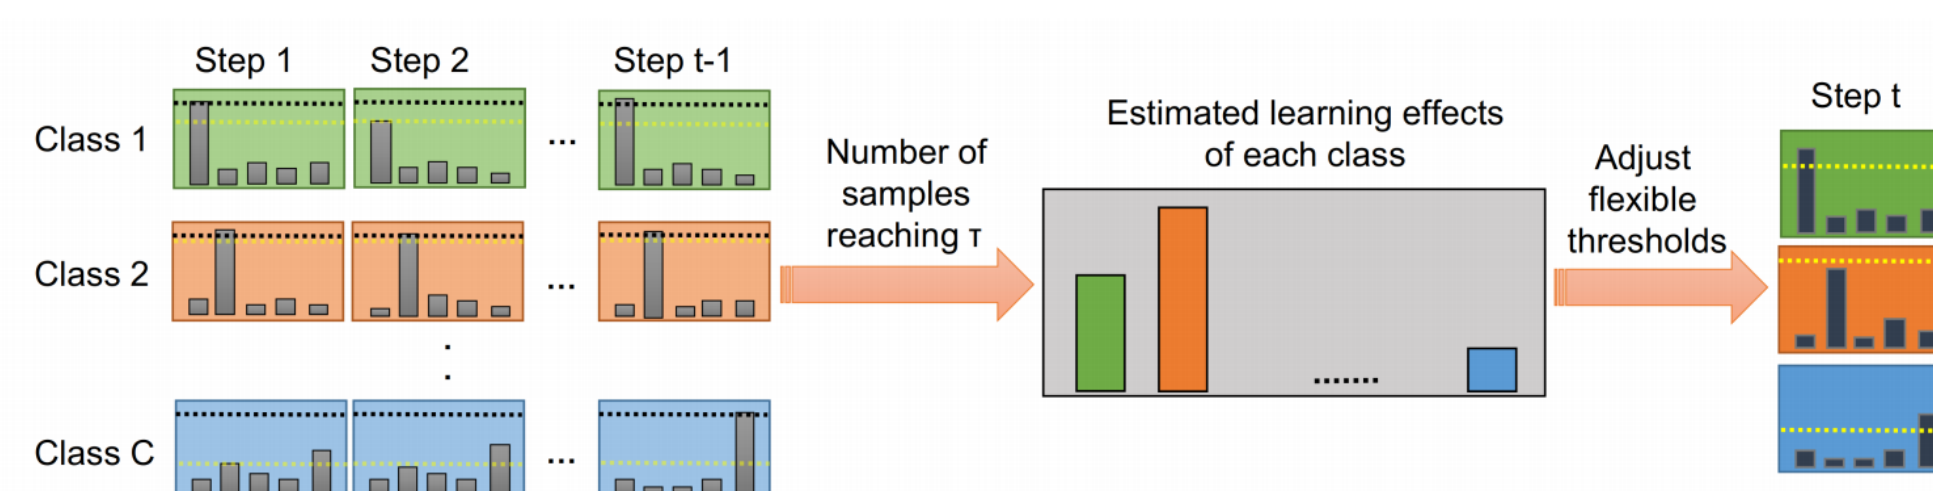 Step 1
Step 2
Step t-1
Class 1
...
Class 2
...
Class C
...
Number of
samples
reaching τ
Estimated learning effects
of each class
.......
Adjust
flexible
thresholds
Step t